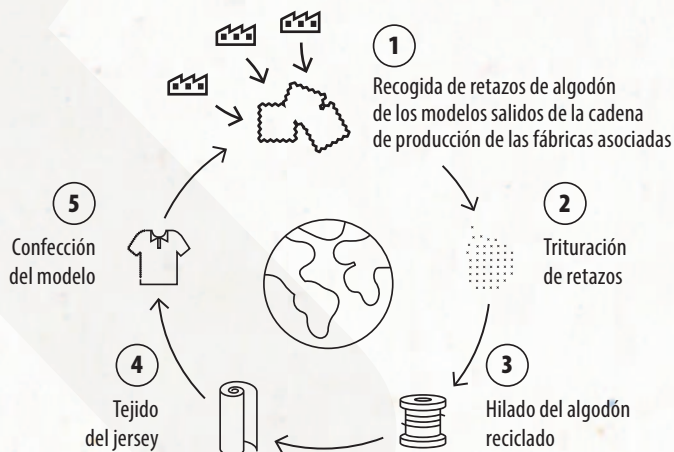 1
Recogida de retazos de algodón
de los modelos salidos de la cadena
de producción de las fábricas asociadas
2
Trituración
de retazos
3
Hilado del algodón
reciclado
4
Tejido
del jersey
5
Confección
del modelo